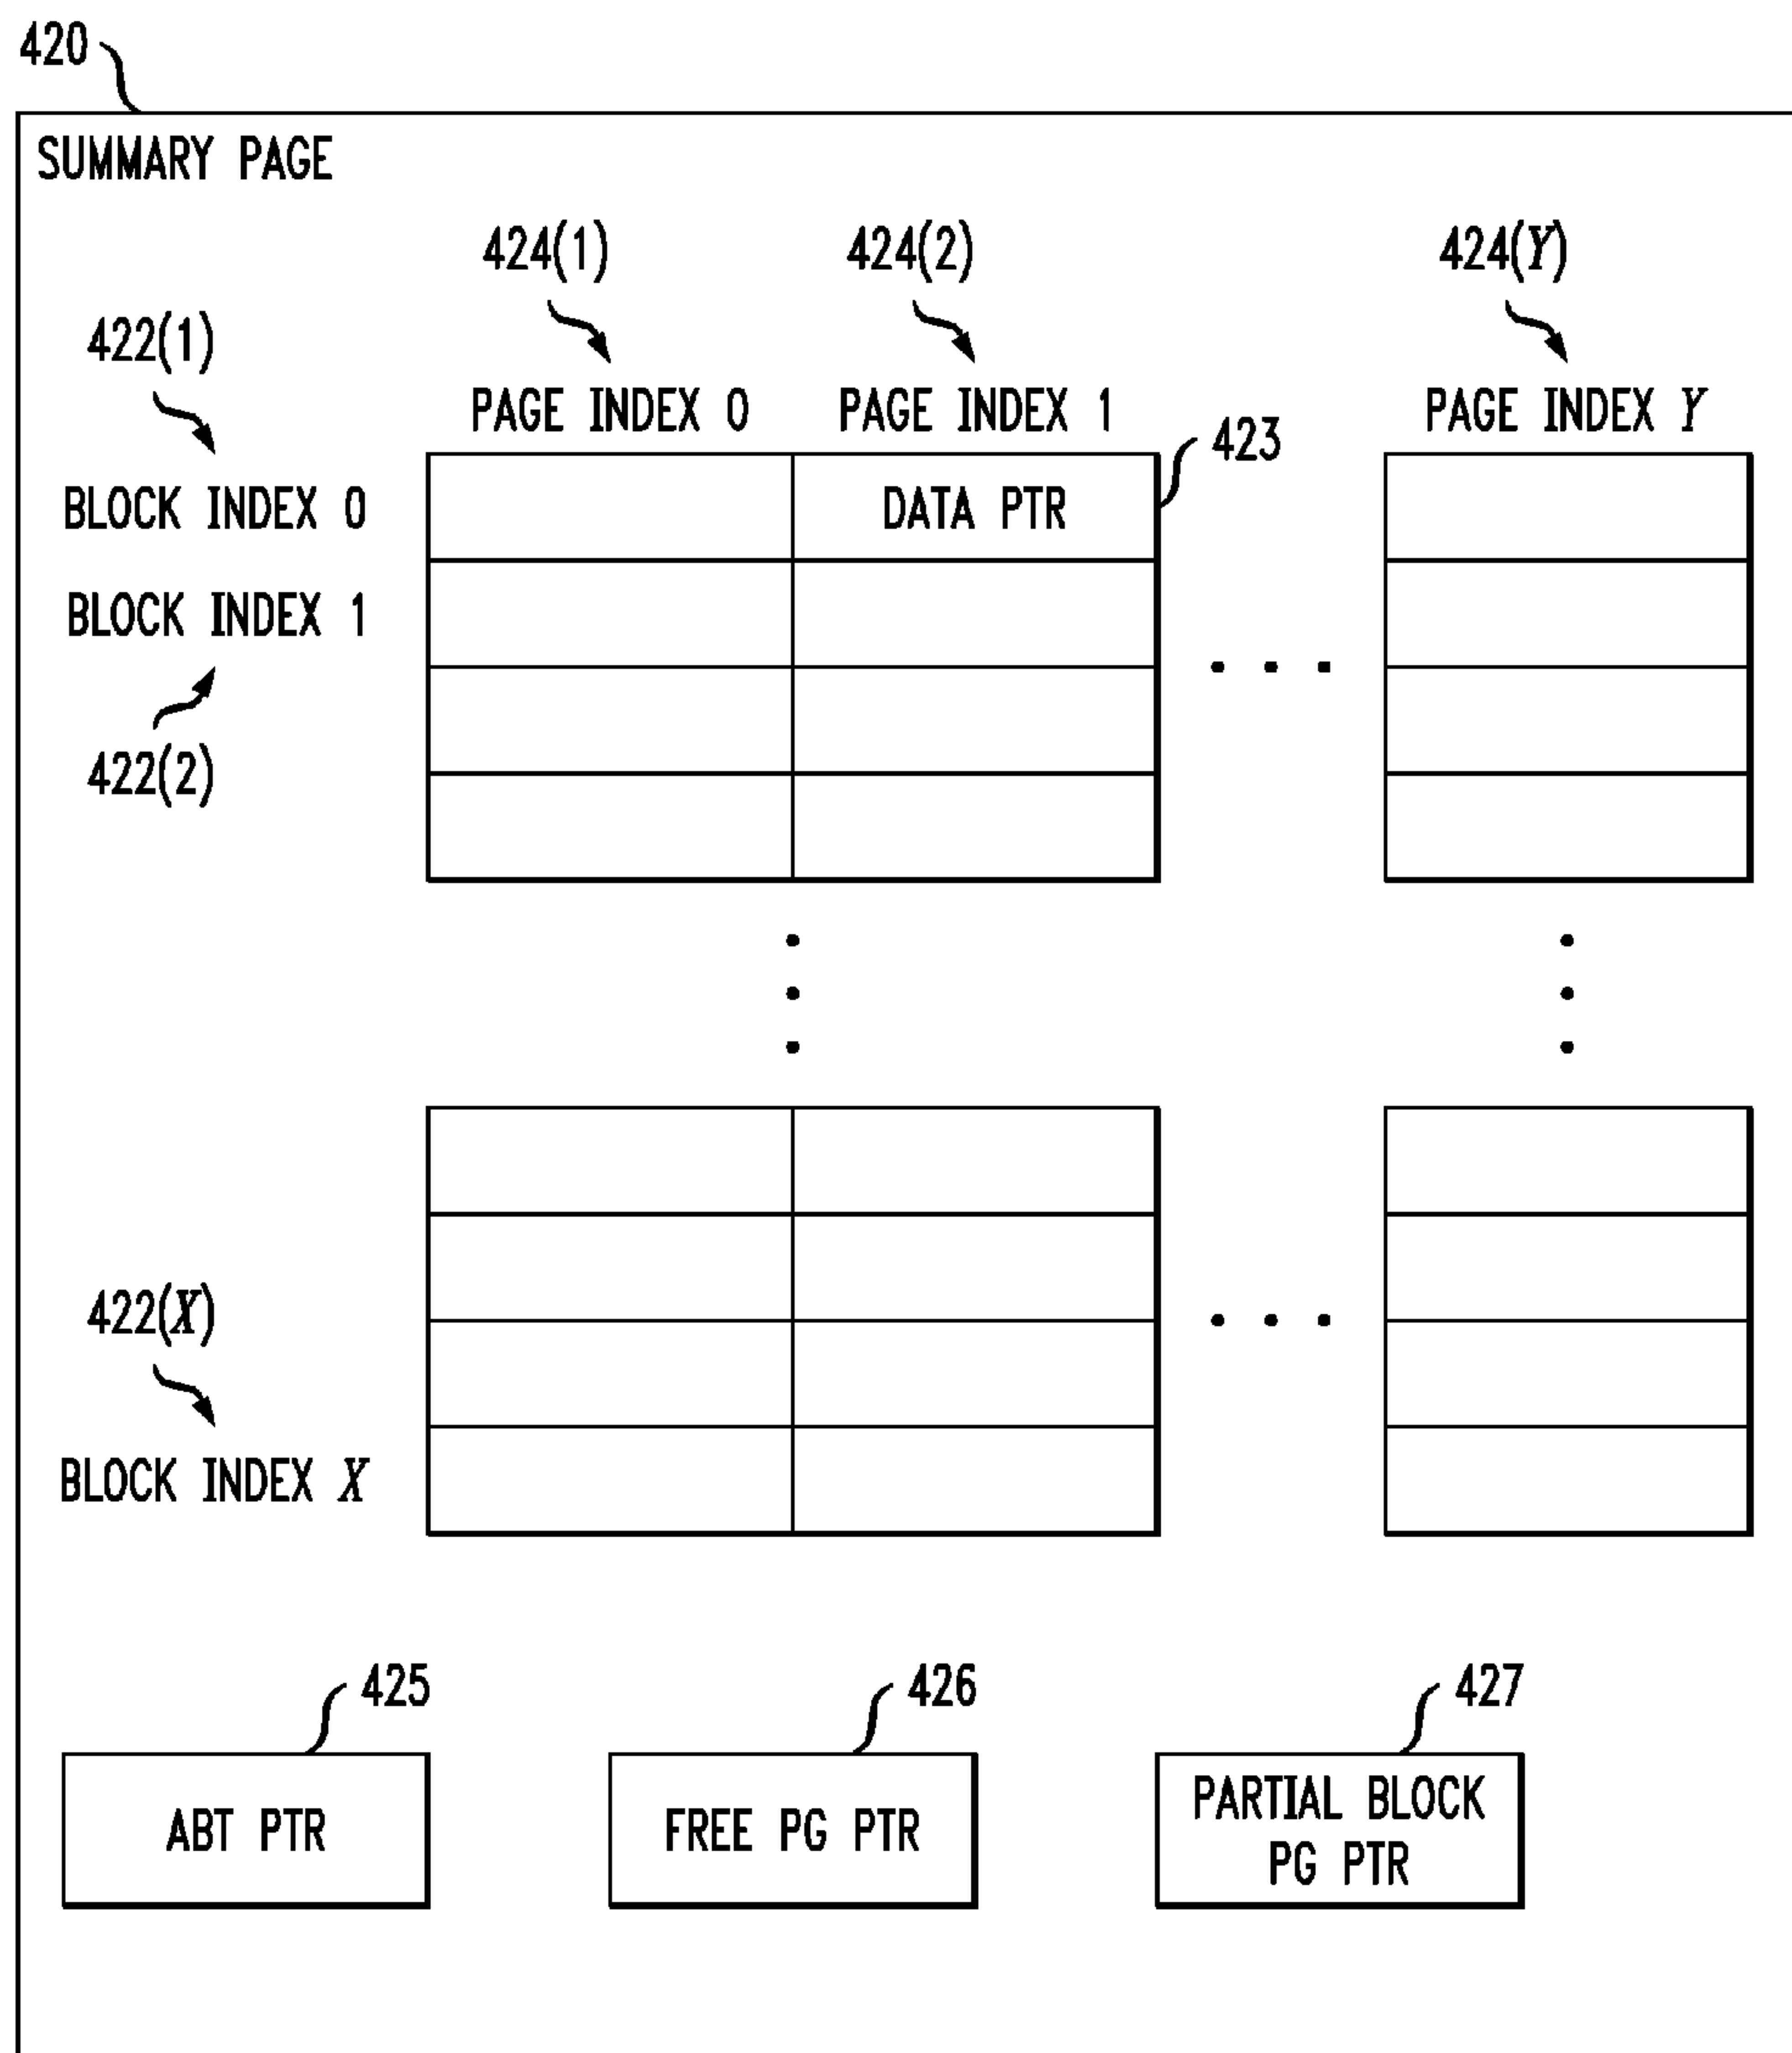 420
SUMMARY PAGE
424(1) 424(2) 424(Y)
422(1)
PAGE INDEX 0 PAGE INDEX 1 PAGE INDEX Y
423
BLOCK INDEX 0 DATA PTR
BLOCK INDEX 1
422(2)
422(X)
BLOCK INDEX X
425 426 427
ABT PTR FREE PG PTR PARTIAL BLOCK
PG PTR